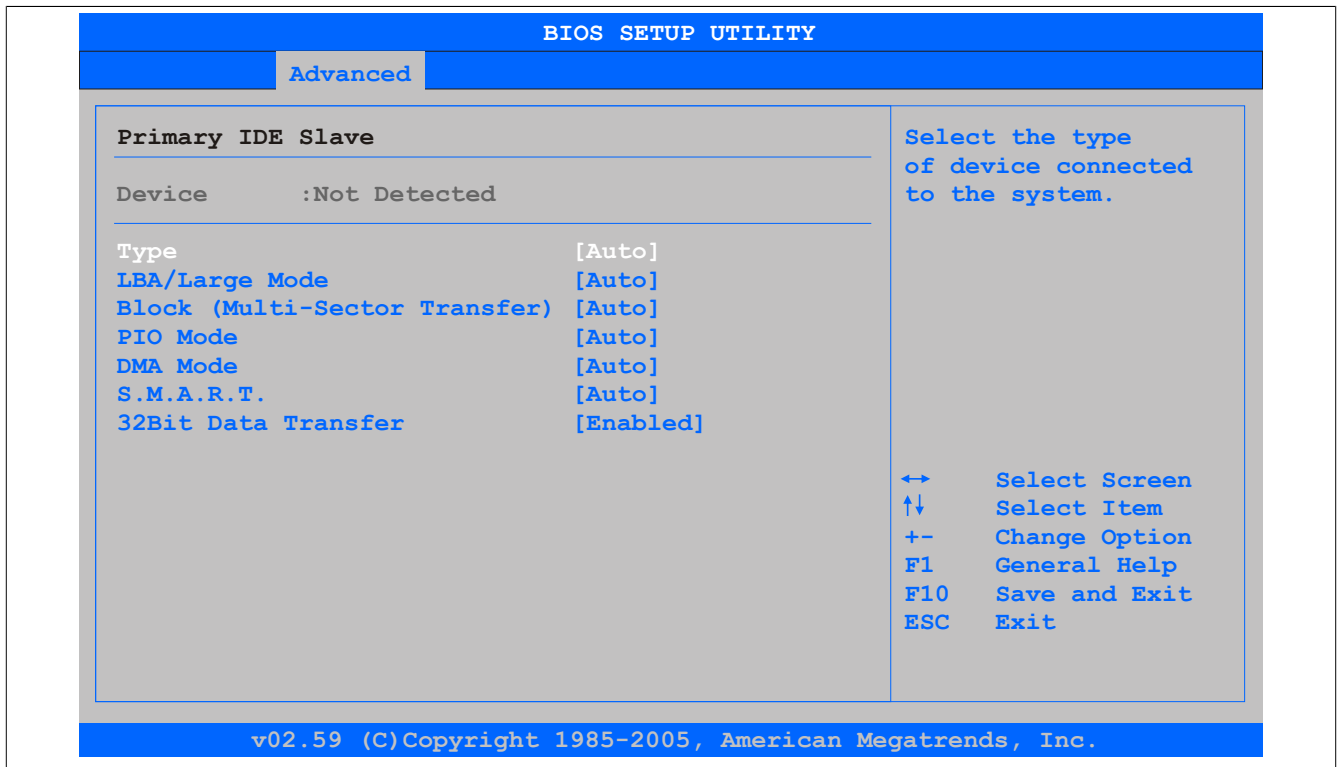 BIOS SETUP UTILITY
Advanced
Primary IDE Slave
Device :Not Detected
Type [Auto]
LBA/Large Mode [Auto]
Block (Multi-Sector Transfer) [Auto]
PIO Mode [Auto]
DMA Mode [Auto]
S.M.A.R.T. [Auto]
32Bit Data Transfer [Enabled]
Select the type
of device connected
to the system.
↔ Select Screen
↑↓ Select Item
+- Change Option
F1 General Help
F10 Save and Exit
ESC Exit
v02.59 (C)Copyright 1985-2005, American Megatrends, Inc.